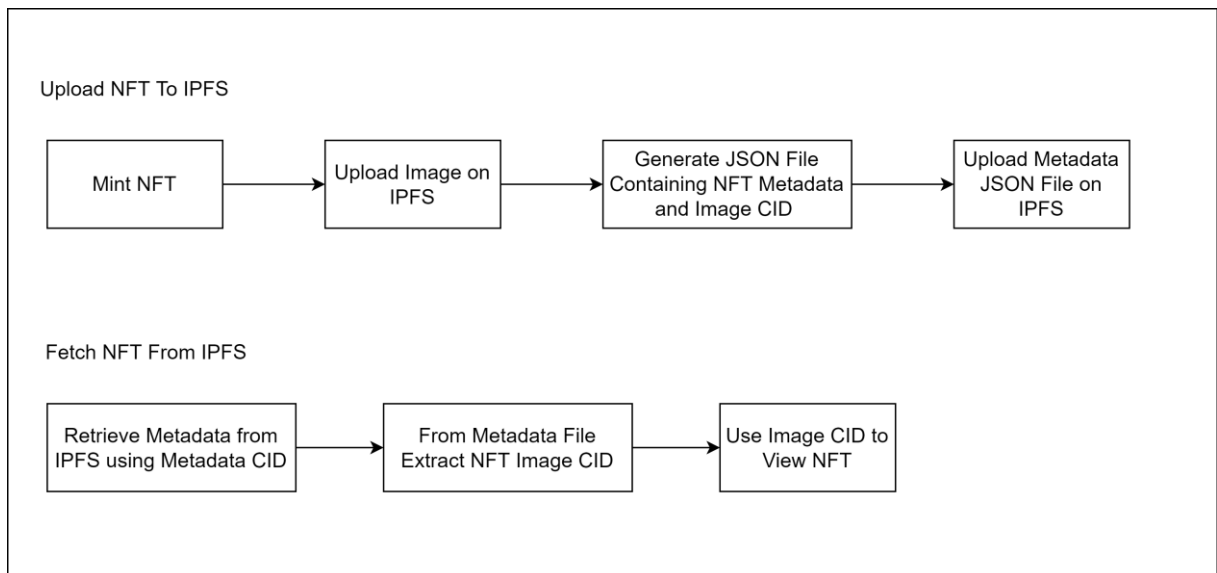 Upload NFT To IPFS
Mint NFT
Upload Image on
IPFS
Generate JSON File
Containing NFT Metadata
and Image CID
Upload Metadata
JSON File on
IPFS
Fetch NFT From IPFS
Retrieve Metadata from
IPFS using Metadata CID
From Metadata File
Extract NFT Image CID
Use Image CID to
View NFT